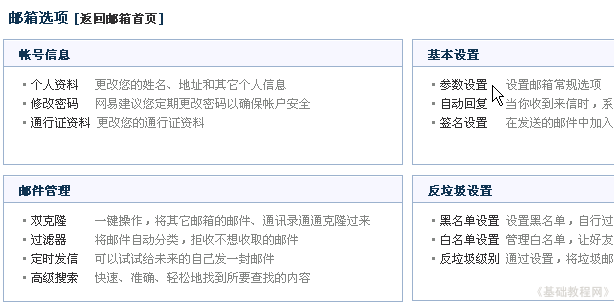 邮箱选项 [返回邮箱首页]
帐号信息
个人资料 更改您的姓名、地址和其它个人信息
修改密码 网易建议您定期更改密码以确保帐户安全
通行证资料 更改您的通行证资料
基本设置
参数设置 设置邮箱常规选项
自动回复 当你收到来信时，系
签名设置 在发送的邮件中加入
邮件管理
双克隆 一键操作，将其它邮箱的邮件、通讯录通通克隆过来
过滤器 将邮件自动分类，拒收不想收取的邮件
定时发信 可以试试给未来的自己发一封邮件
高级搜索 快速、准确、轻松地找到所要查找的内容
反垃圾设置
黑名单设置 设置黑名单，自行过
白名单设置 管理白名单，让好友
反垃圾级别 通过设置，将垃圾邮
《基础教程网》